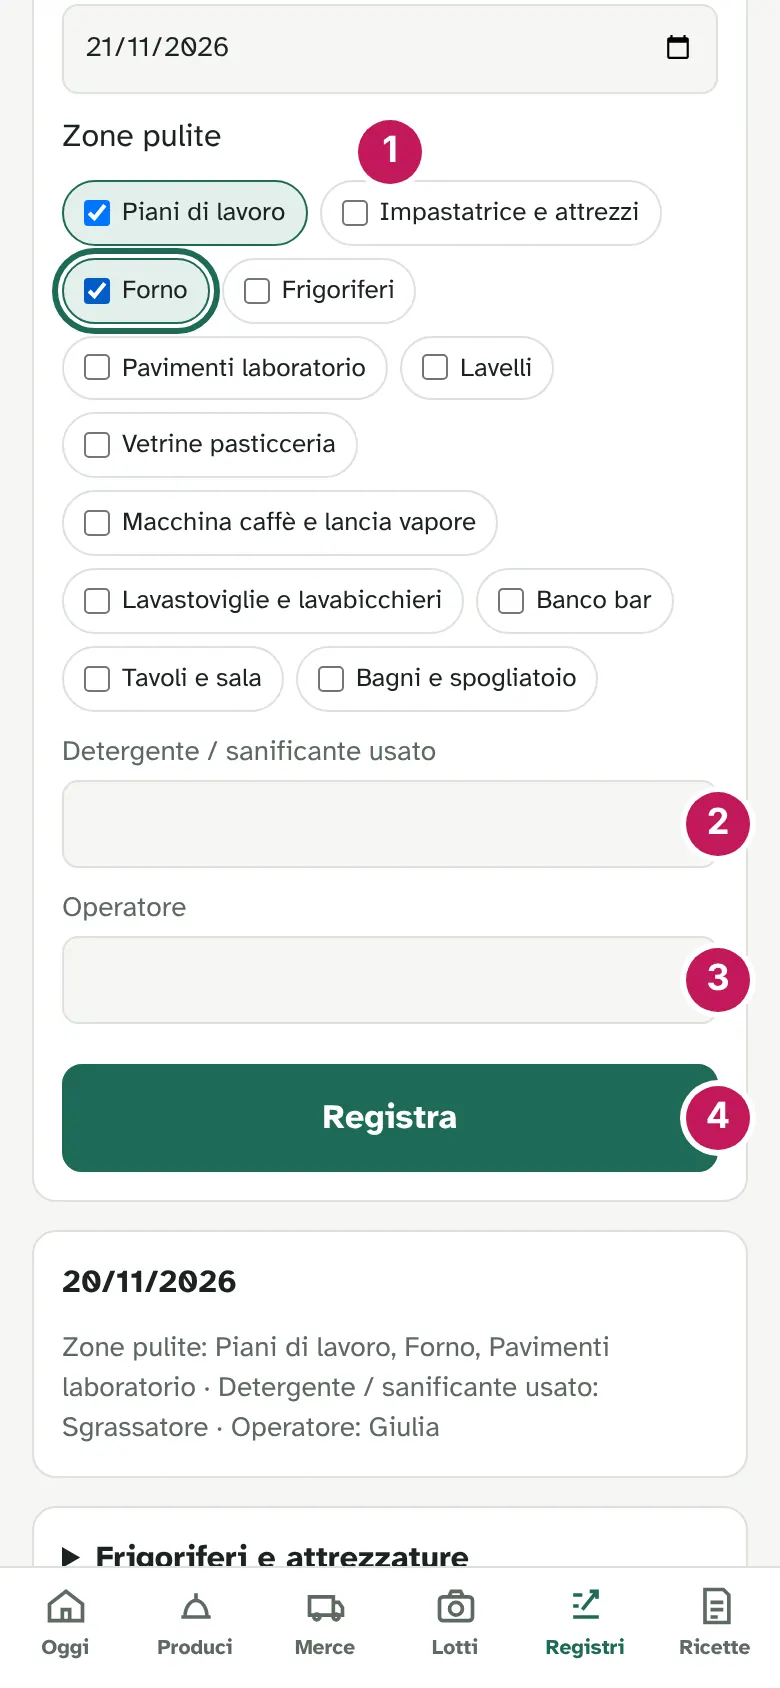 21/11/2026
Zone pulite
1
Piani di lavoro
Impastatrice e attrezzi
Forno
Frigoriferi
Pavimenti laboratorio
Lavelli
Vetrine pasticceria
Macchina caffè e lancia vapore
Lavastoviglie e lavabicchieri
Banco bar
Tavoli e sala
Bagni e spogliatoio
Detergente / sanificante usato
2
Operatore
3
Registra
4
20/11/2026
Zone pulite: Piani di lavoro, Forno, Pavimenti
laboratorio · Detergente / sanificante usato:
Sgrassatore · Operatore: Giulia
Frigoriferi e attrezzature
Oggi
Produci
Merce
Lotti
Registri
Ricette